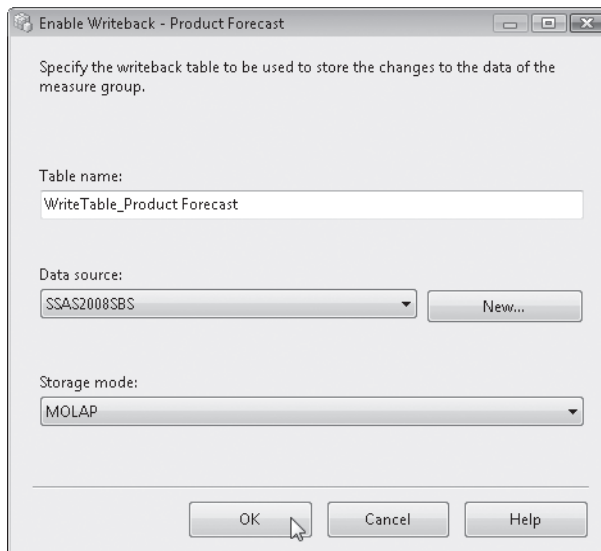 Enable Writeback - Product Forecast
Specify the writeback table to be used to store the changes to the data of the
measure group.
Table name:
WriteTable_Product Forecast
Data source:
SSAS2008SBS
New...
Storage mode:
MOLAP
OK
Cancel
Help